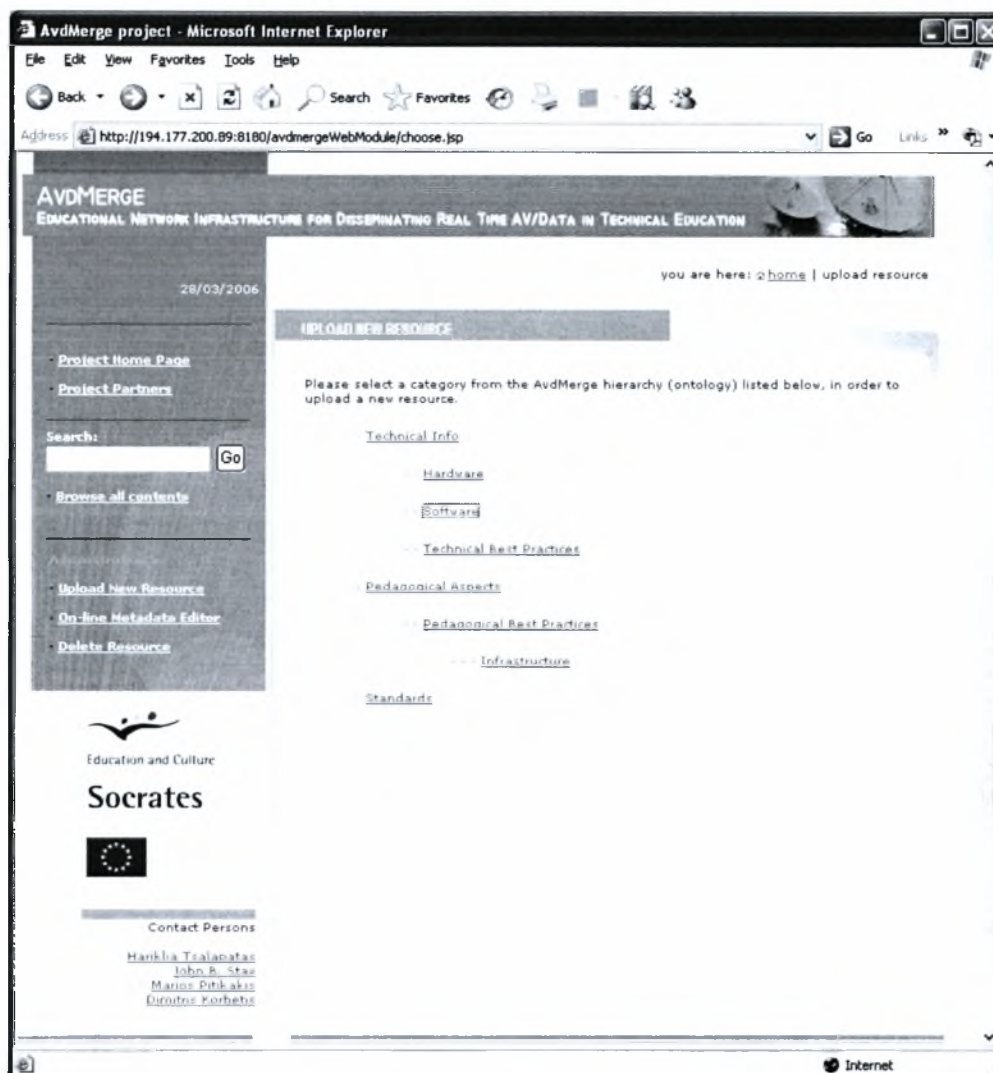 AvdMerge project - Microsoft Internet Explorer
File Edit View Favorites Tools Help
Back Search Favorites
Address http://194.177.200.89:8180/avdmergeWebModule/choose.jsp Go Links »
AVDMERGE
EDUCATIONAL NETWORK INFRASTRUCTURE FOR DISSEMINATING REAL TIME AV/DATA IN TECHNICAL EDUCATION
you are here: home | upload resource
28/03/2006
UPLOAD NEW RESOURCE
Project Home Page
Project Partners
Please select a category from the AvdMerge hierarchy (ontology) listed below, in order to
upload a new resource.
Search:
Go
Browse all contents
Upload New Resource
On-line Metadata Editor
Delete Resource
Technical Info
Hardware
Software
Technical Best Practices
Pedagogical Aspects
Pedagogical Best Practices
Infrastructure
Standards
Education and Culture
Socrates
Contact Persons
Hariklia Tsalapatas
John B. Stav
Marios Pitikakis
Dimitris Korbetis
Internet